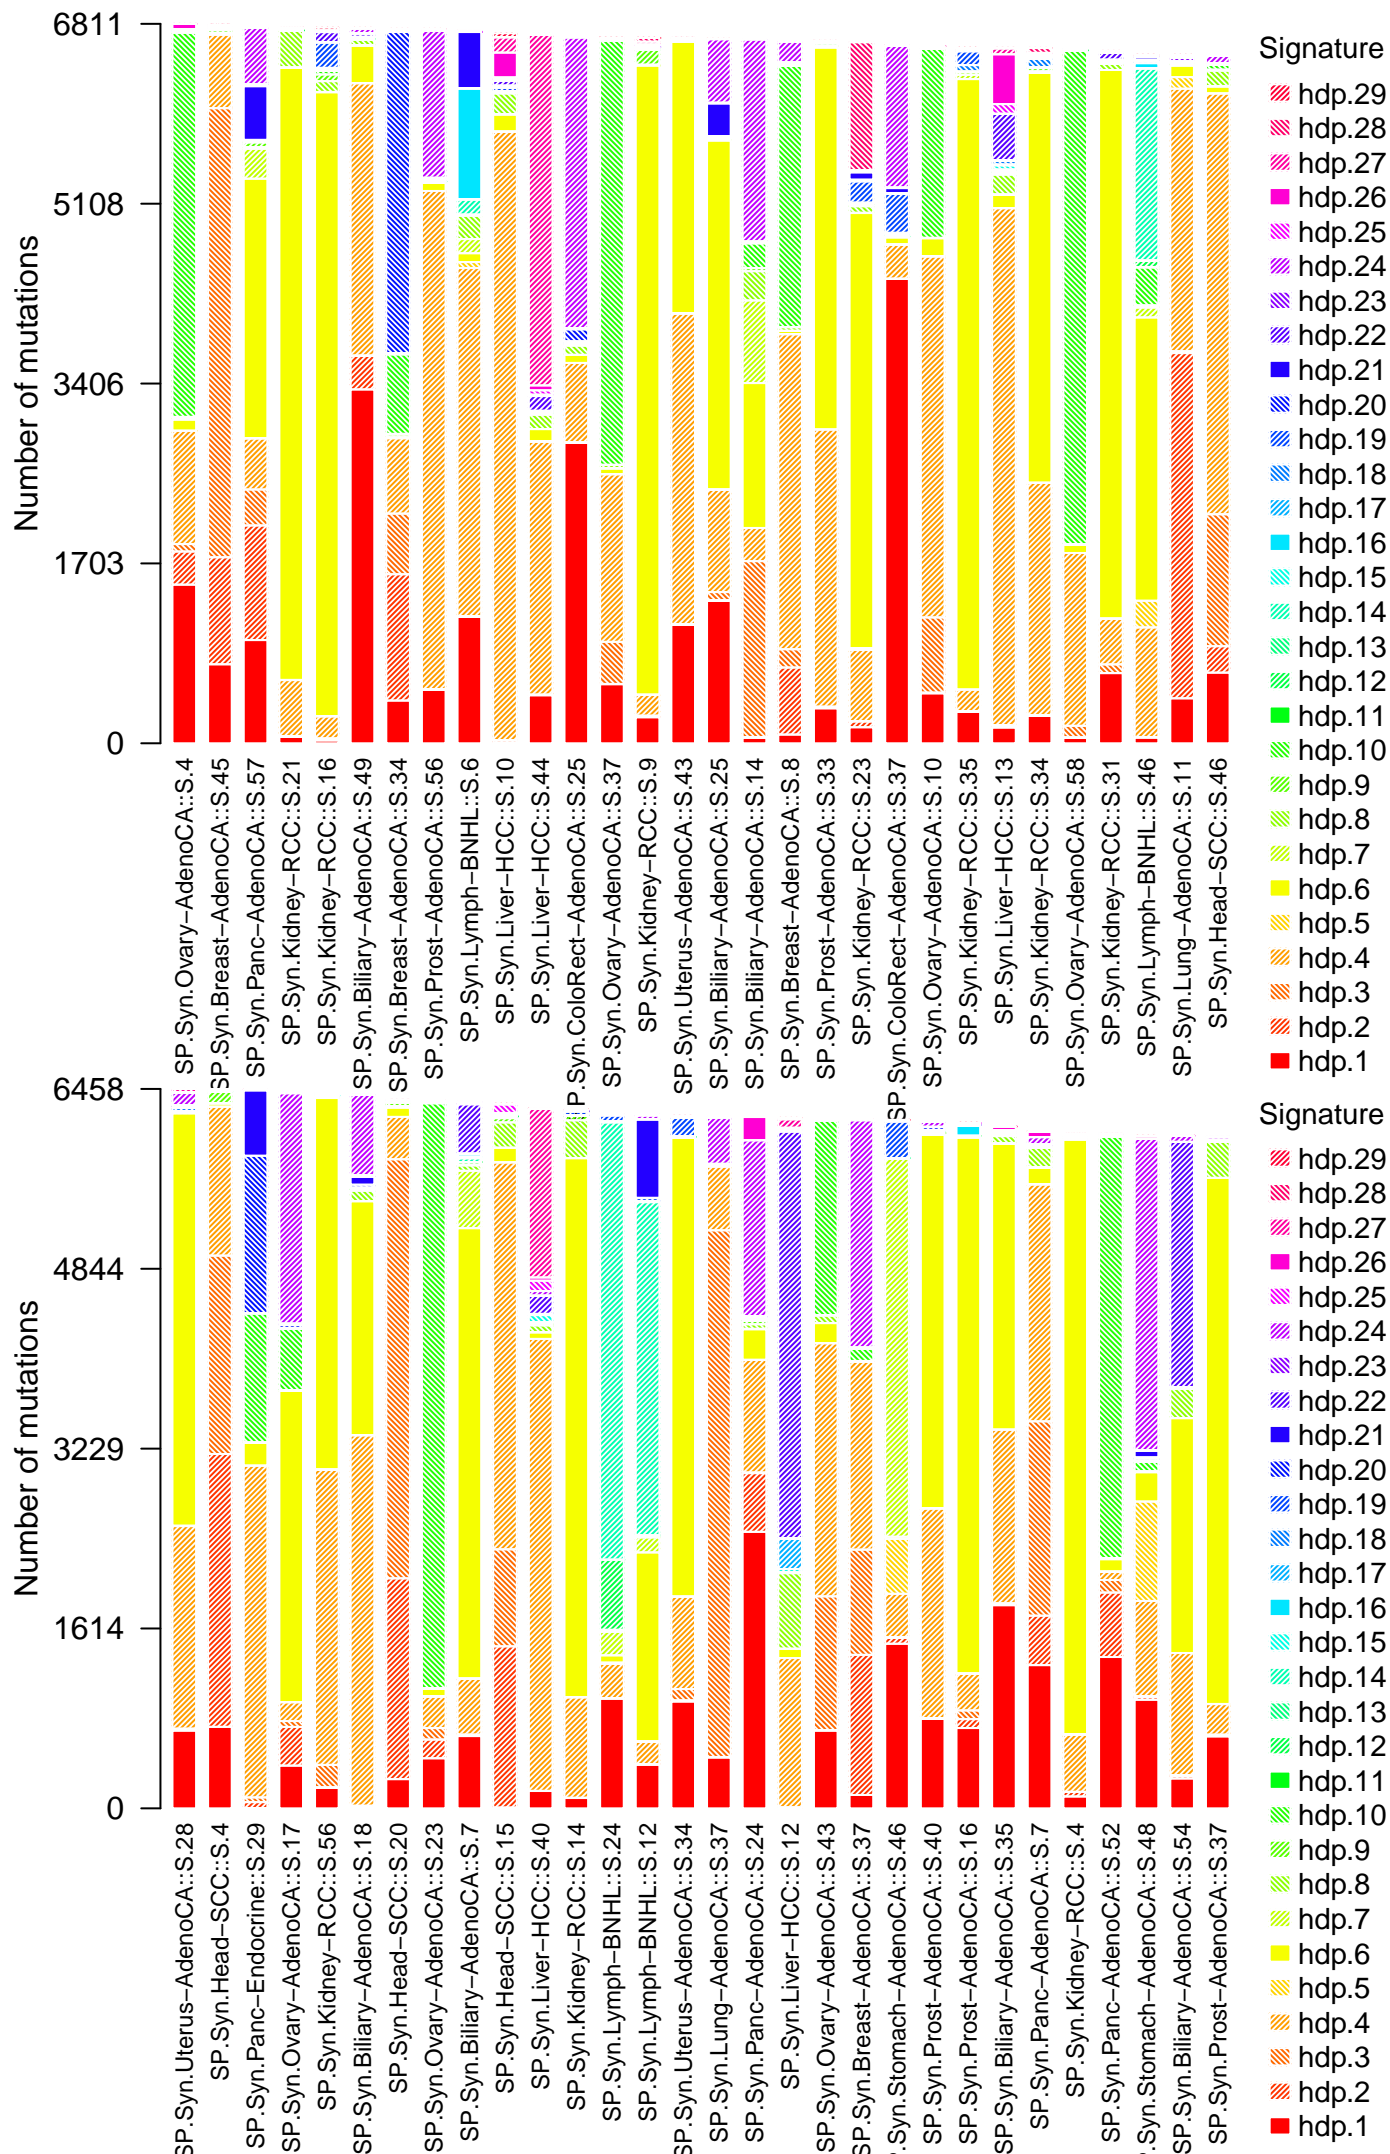 Number of mutations
6811
5108
3406
1703
0
SP.Syn.Ovary−AdenoCA::S.4
SP.Syn.Breast−AdenoCA::S.45
SP.Syn.Panc−AdenoCA::S.57
SP.Syn.Kidney−RCC::S.21
SP.Syn.Kidney−RCC::S.16
SP.Syn.Biliary−AdenoCA::S.49
SP.Syn.Breast−AdenoCA::S.34
SP.Syn.Prost−AdenoCA::S.56
SP.Syn.Lymph−BNHL::S.6
SP.Syn.Liver−HCC::S.10
SP.Syn.Liver−HCC::S.44
P.Syn.ColoRect−AdenoCA::S.25
SP.Syn.Ovary−AdenoCA::S.37
SP.Syn.Kidney−RCC::S.9
SP.Syn.Uterus−AdenoCA::S.43
SP.Syn.Biliary−AdenoCA::S.25
SP.Syn.Biliary−AdenoCA::S.14
SP.Syn.Breast−AdenoCA::S.8
SP.Syn.Prost−AdenoCA::S.33
SP.Syn.Kidney−RCC::S.23
SP.Syn.ColoRect−AdenoCA::S.37
SP.Syn.Ovary−AdenoCA::S.10
SP.Syn.Kidney−RCC::S.35
SP.Syn.Liver−HCC::S.13
SP.Syn.Kidney−RCC::S.34
SP.Syn.Ovary−AdenoCA::S.58
SP.Syn.Kidney−RCC::S.31
SP.Syn.Lymph−BNHL::S.46
SP.Syn.Lung−AdenoCA::S.11
SP.Syn.Head−SCC::S.46
Signature
hdp.29
hdp.28
hdp.27
hdp.26
hdp.25
hdp.24
hdp.23
hdp.22
hdp.21
hdp.20
hdp.19
hdp.18
hdp.17
hdp.16
hdp.15
hdp.14
hdp.13
hdp.12
hdp.11
hdp.10
hdp.9
hdp.8
hdp.7
hdp.6
hdp.5
hdp.4
hdp.3
hdp.2
hdp.1
Number of mutations
6458
4844
3229
1614
0
SP.Syn.Uterus−AdenoCA::S.28
SP.Syn.Head−SCC::S.4
SP.Syn.Panc−Endocrine::S.29
SP.Syn.Ovary−AdenoCA::S.17
SP.Syn.Kidney−RCC::S.56
SP.Syn.Biliary−AdenoCA::S.18
SP.Syn.Head−SCC::S.20
SP.Syn.Ovary−AdenoCA::S.23
SP.Syn.Biliary−AdenoCA::S.7
SP.Syn.Head−SCC::S.15
SP.Syn.Liver−HCC::S.40
SP.Syn.Kidney−RCC::S.14
SP.Syn.Lymph−BNHL::S.24
SP.Syn.Lymph−BNHL::S.12
SP.Syn.Uterus−AdenoCA::S.34
SP.Syn.Lung−AdenoCA::S.37
SP.Syn.Panc−AdenoCA::S.24
SP.Syn.Liver−HCC::S.12
SP.Syn.Ovary−AdenoCA::S.43
SP.Syn.Breast−AdenoCA::S.37
P.Syn.Stomach−AdenoCA::S.46
SP.Syn.Prost−AdenoCA::S.40
SP.Syn.Prost−AdenoCA::S.16
SP.Syn.Biliary−AdenoCA::S.35
SP.Syn.Panc−AdenoCA::S.7
SP.Syn.Kidney−RCC::S.4
SP.Syn.Panc−AdenoCA::S.52
P.Syn.Stomach−AdenoCA::S.48
SP.Syn.Biliary−AdenoCA::S.54
SP.Syn.Prost−AdenoCA::S.37
Signature
hdp.29
hdp.28
hdp.27
hdp.26
hdp.25
hdp.24
hdp.23
hdp.22
hdp.21
hdp.20
hdp.19
hdp.18
hdp.17
hdp.16
hdp.15
hdp.14
hdp.13
hdp.12
hdp.11
hdp.10
hdp.9
hdp.8
hdp.7
hdp.6
hdp.5
hdp.4
hdp.3
hdp.2
hdp.1